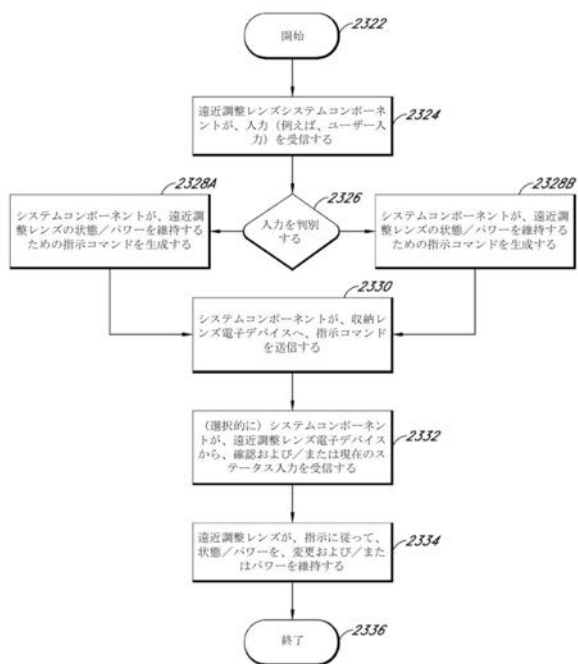 2322
開始
2324
遠近調整レンズシステムコンポーネ
ントが、入力（例えば、ユーザー入
力）を受信する
2328A
2326
2328B
システムコンポーネントが、遠近調
整レンズの状態／パワーを維持する
ための指示コマンドを生成する
入力を判別
する
システムコンポーネントが、遠近調
整レンズの状態／パワーを維持する
ための指示コマンドを生成する
2330
システムコンポーネントが、収納レ
ンズ電子デバイスへ、指示コマンド
を送信する
（選択的に）システムコンポーネン
トが、遠近調整レンズ電子デバイス
から、確認および／または現在のス
テータス入力を受信する
2332
遠近調整レンズが、指示に従って、
状態／パワーを、変更および／また
はパワーを維持する
2334
終了
2336